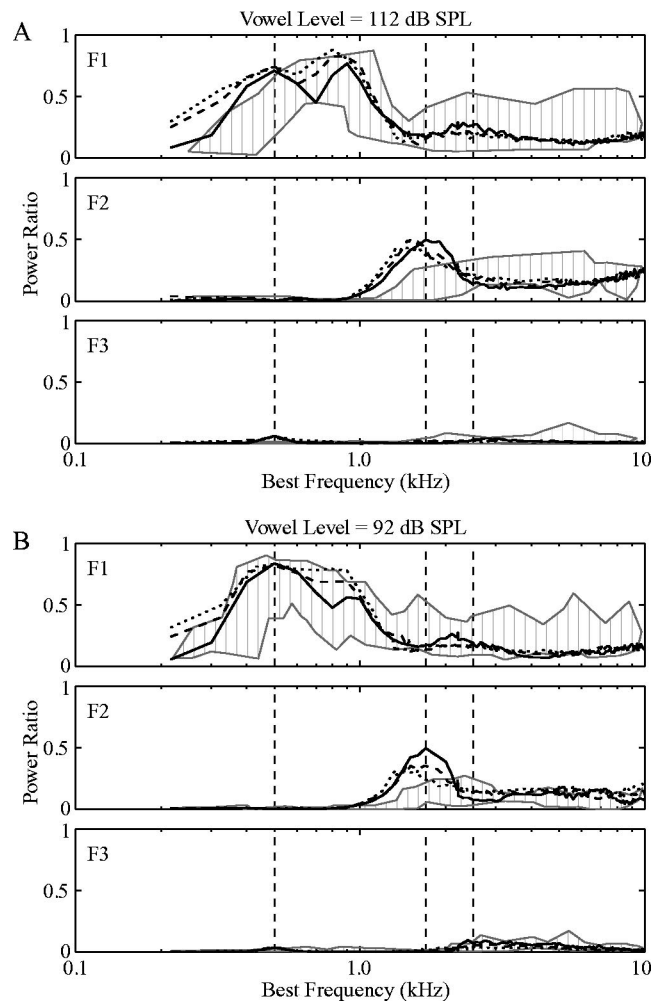 A
Vowel Level = 112 dB SPL
1
F1
0.5
0
1
F2
0.5
0
Power Ratio
1
F3
0.5
0
0.1
1.0
10
Best Frequency (kHz)
B
Vowel Level = 92 dB SPL
1
F1
0.5
0
1
F2
0.5
0
Power Ratio
1
F3
0.5
0
0.1
1.0
10
Best Frequency (kHz)